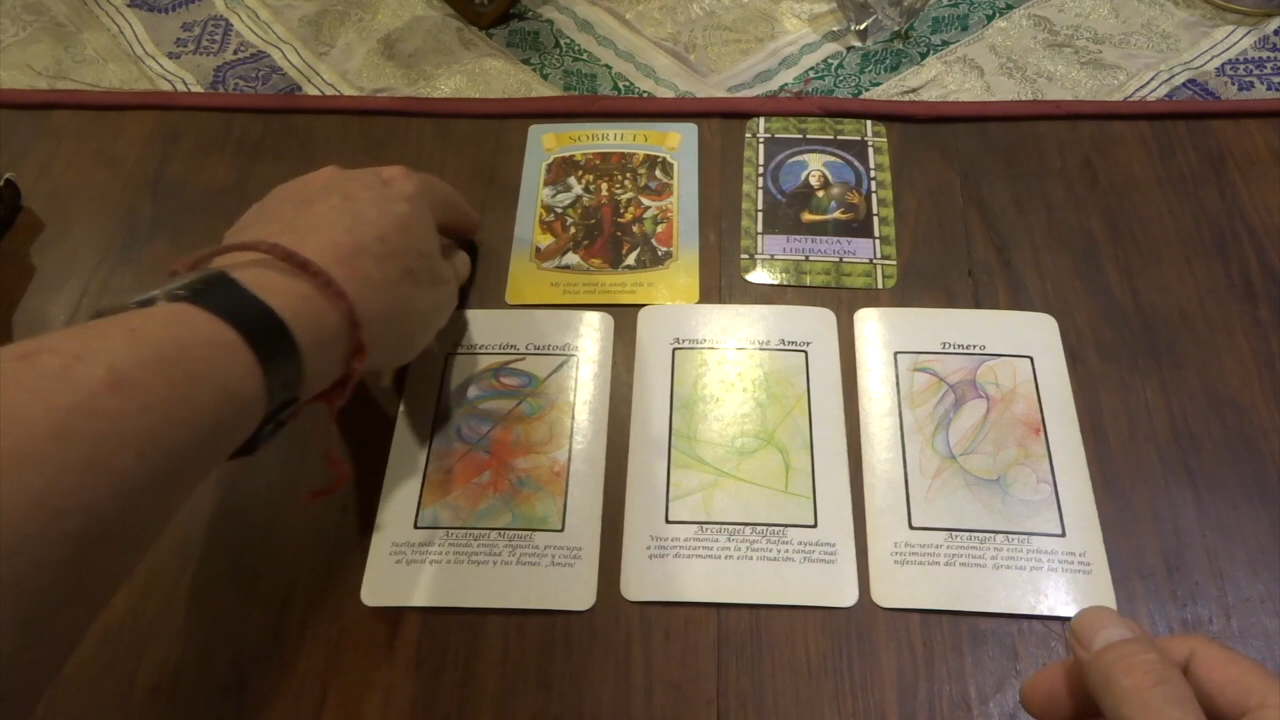 SOBRIETY
My clear mind is easily able to
focus and concentrate
ENTREGA Y
LIBERACIÓN
Protección, Custodia
Arcángel Miguel:
Suelta todo el miedo, enojo, angustia, preocupa-
ción, tristeza o inseguridad. Te protejo y cuido,
al igual que a los tuyos y tus bienes. ¡Amén!
Amor
Arcángel Rafael:
Vivo en armonía. Arcángel Rafael, ayúdame
a sincornizarme con la Fuente y a sanar cual-
quier desarmonía en esta situación. ¡Fluimos!
Dinero
Arcángel Ariel:
El bienestar económico no está peleado con el
crecimiento espiritual, al contrario, es una ma-
nifestación del mismo. ¡Gracias por los tesoros!